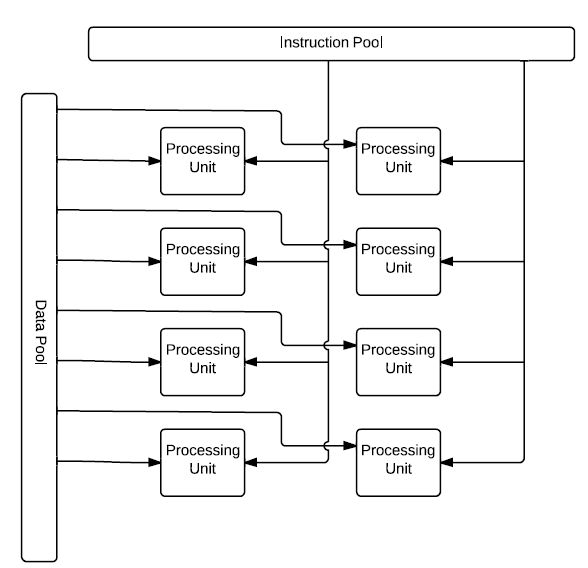 Instruction Pool
Processing
Unit
Processing
Unit
Processing
Unit
Processing
Unit
Data Pool
Processing
Unit
Processing
Unit
Processing
Unit
Processing
Unit